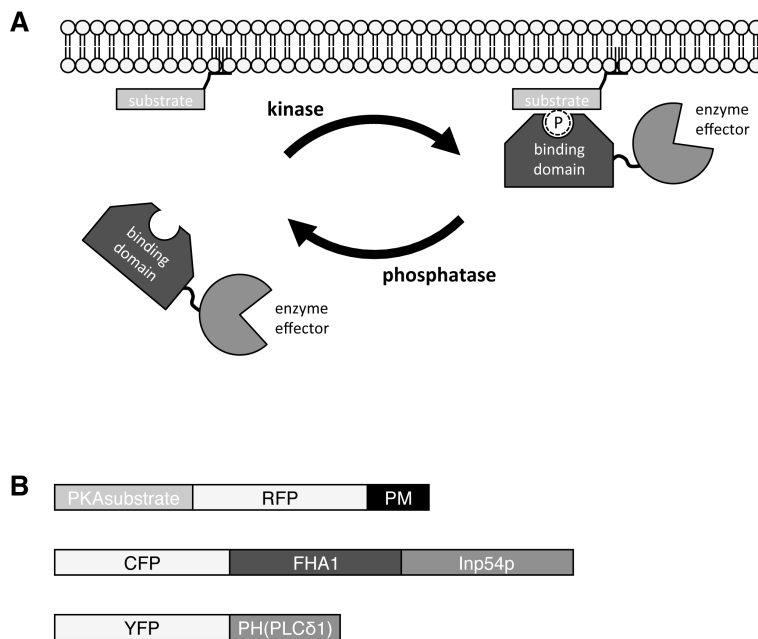 A
substrate
kinase
substrate
P
binding
domain
enzyme
effector
binding
domain
phosphatase
enzyme
effector
B
PKAsubstrate RFP PM
CFP FHA1 Inp54p
YFP PH(PLCδ1)